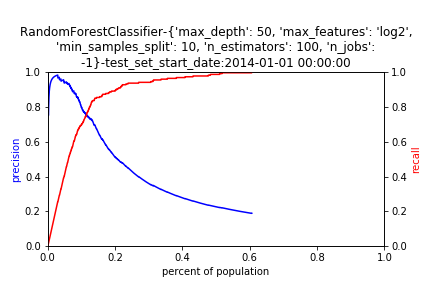 RandomForestClassifier-{'max_depth': 50, 'max_features': 'log2',
'min_samples_split': 10, 'n_estimators': 100, 'n_jobs':
-1}-test_set_start_date:2014-01-01 00:00:00
1.0 1.0
0.8 0.8
0.6 0.6
precision recall
0.4 0.4
0.2 0.2
0.0 0.0
0.0 0.2 0.4 0.6 0.8 1.0
percent of population